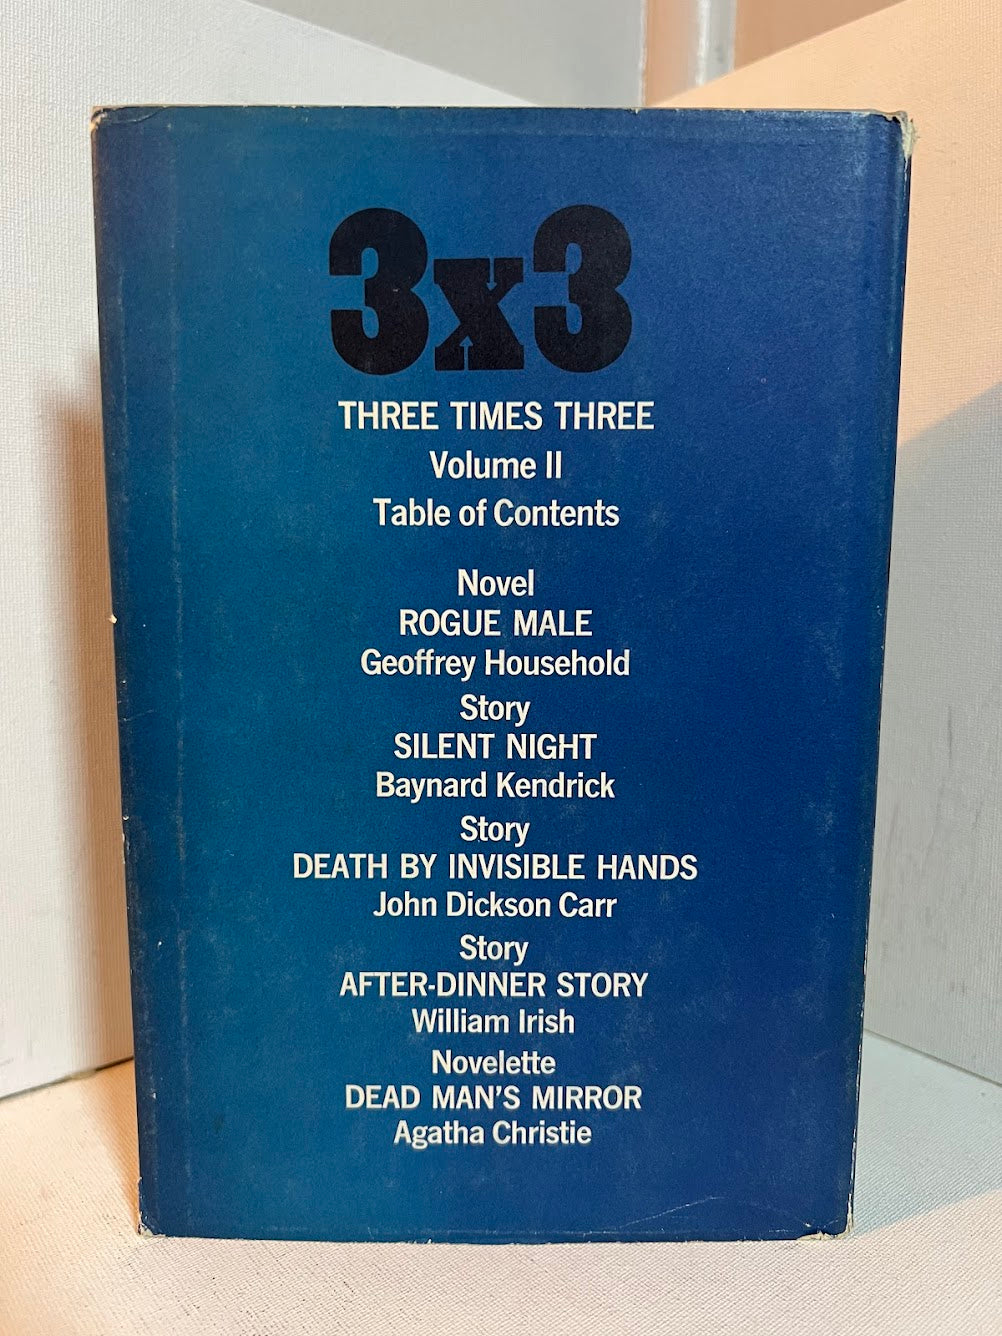 3x3
THREE TIMES THREE
Volume II
Table of Contents
Novel
ROGUE MALE
Geoffrey Household
Story
SILENT NIGHT
Baynard Kendrick
Story
DEATH BY INVISIBLE HANDS
John Dickson Carr
Story
AFTER-DINNER STORY
William Irish
Novelette
DEAD MAN'S MIRROR
Agatha Christie